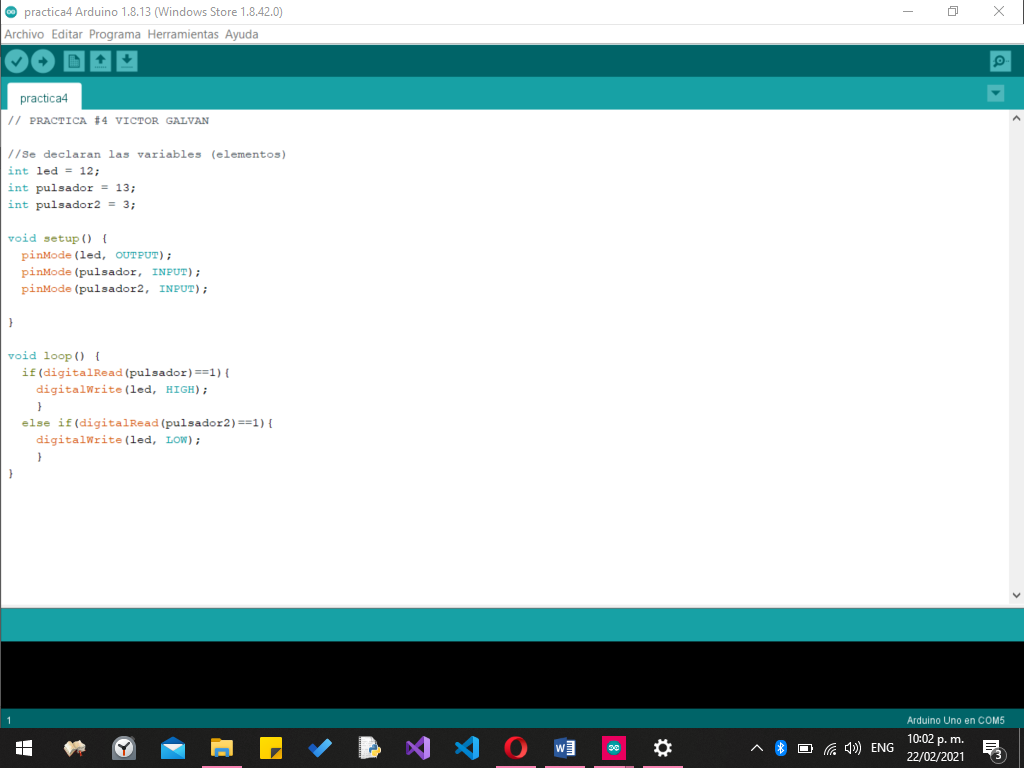 practica4 Arduino 1.8.13 (Windows Store 1.8.42.0)
Archivo Editar Programa Herramientas Ayuda
practica4
// PRACTICA #4 VICTOR GALVAN
//Se declaran las variables (elementos)
int led = 12;
int pulsador = 13;
int pulsador2 = 3;
void setup() {
pinMode(led, OUTPUT);
pinMode(pulsador, INPUT);
pinMode(pulsador2, INPUT);
}
void loop() {
if(digitalRead(pulsador)==1){
digitalWrite(led, HIGH);
}
else if(digitalRead(pulsador2)==1){
digitalWrite(led, LOW);
}
}
1
Arduino Uno en COM5
ENG
10:02 p. m.
22/02/2021
3